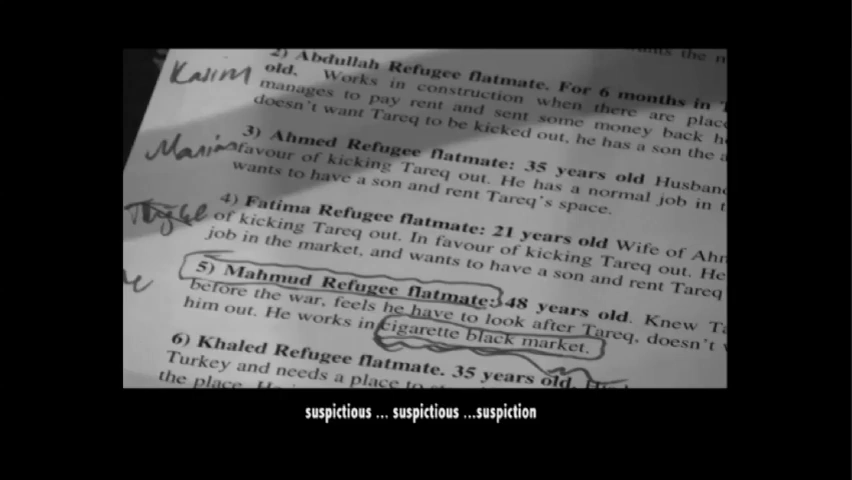 ants the n
2) Abdullah Refugee flatmate. For 6 months in T
Karim
old. Works in construction when there are plac
manages to pay rent and sent some money back h
doesn't want Tareq to be kicked out, he has a son the a
3) Ahmed Refugee flatmate: 35 years old Husband
favour of kicking Tareq out. He has a normal job in t
wants to have a son and rent Tareq's space.
4) Fatima Refugee flatmate: 21 years old Wife of Ahm
of kicking Tareq out. In favour of kicking Tareq out. He
job in the market, and wants to have a son and rent Tareq
5) Mahmud Refugee flatmate: 48 years old. Knew Ta
before the war, feels he have to look after Tareq, doesn't
him out. He works in cigarette black market.
6) Khaled Refugee flatmate. 35 years old.
Turkey and needs a place to
the place.
suspictious ... suspictious ...suspiction